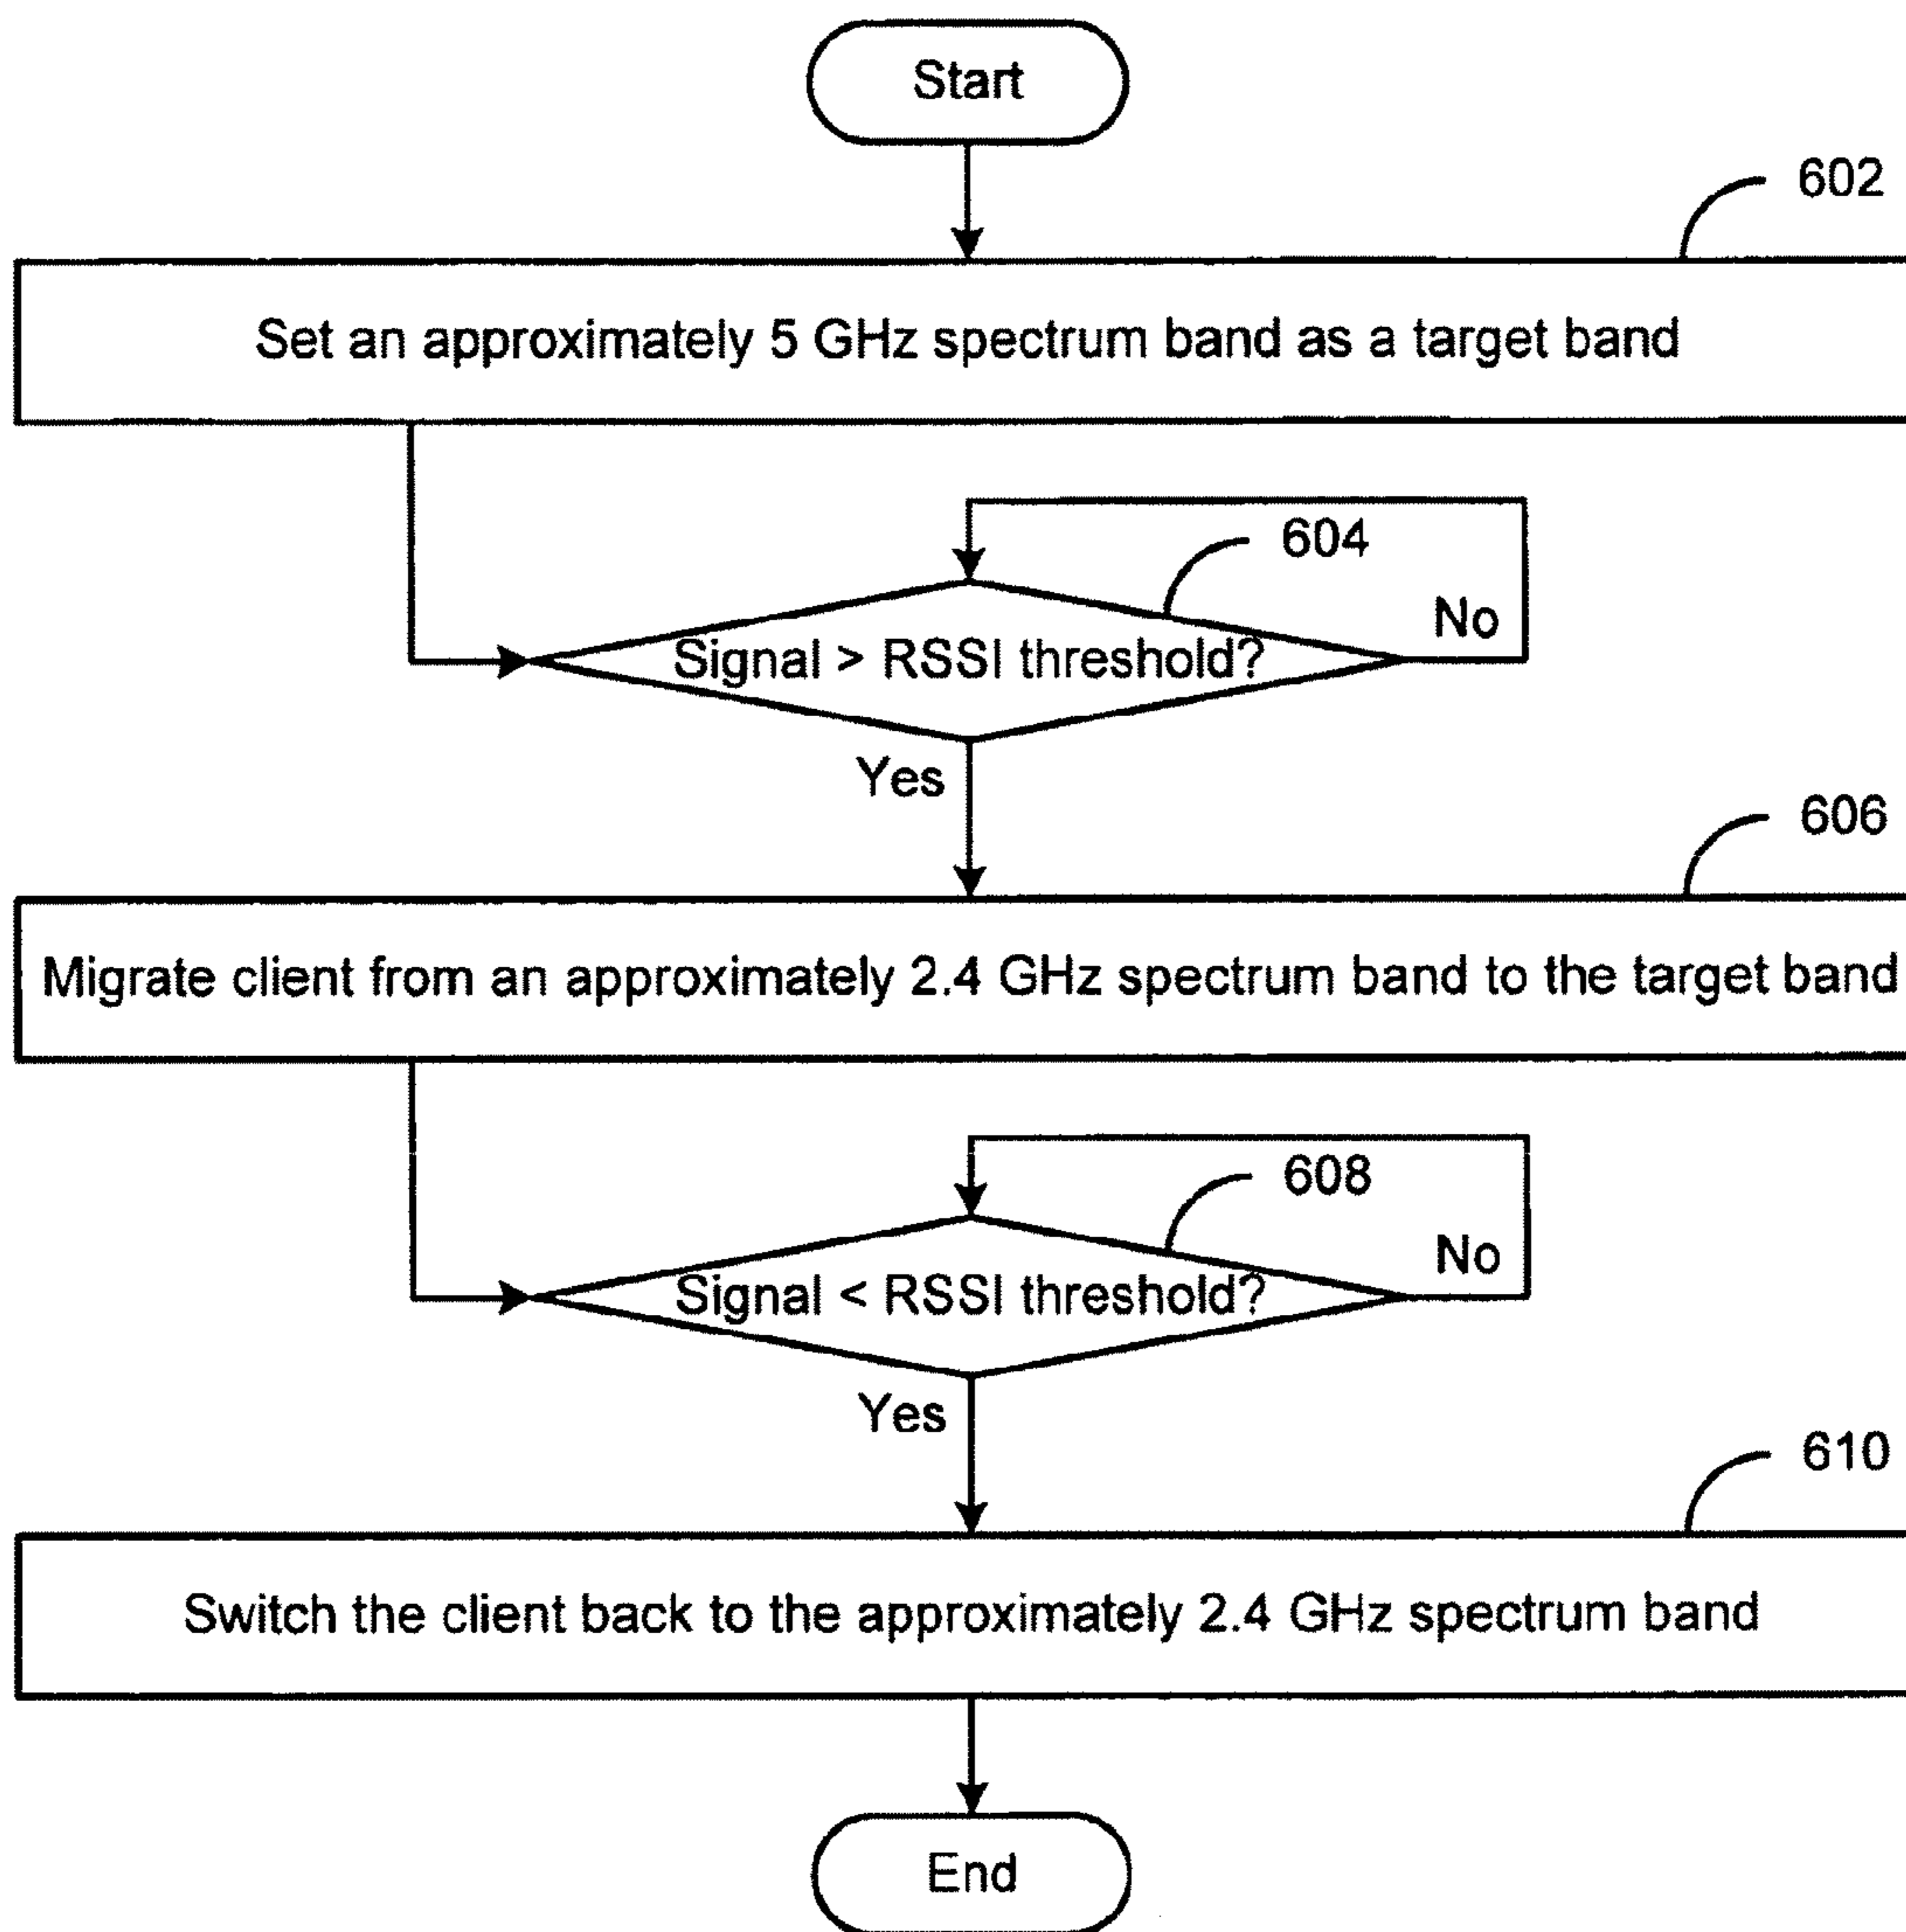 Start
602
Set an approximately 5 GHz spectrum band as a target band
604
No
Signal > RSSI threshold?
Yes
606
Migrate client from an approximately 2.4 GHz spectrum band to the target band
608
No
Signal < RSSI threshold?
Yes
610
Switch the client back to the approximately 2.4 GHz spectrum band
End